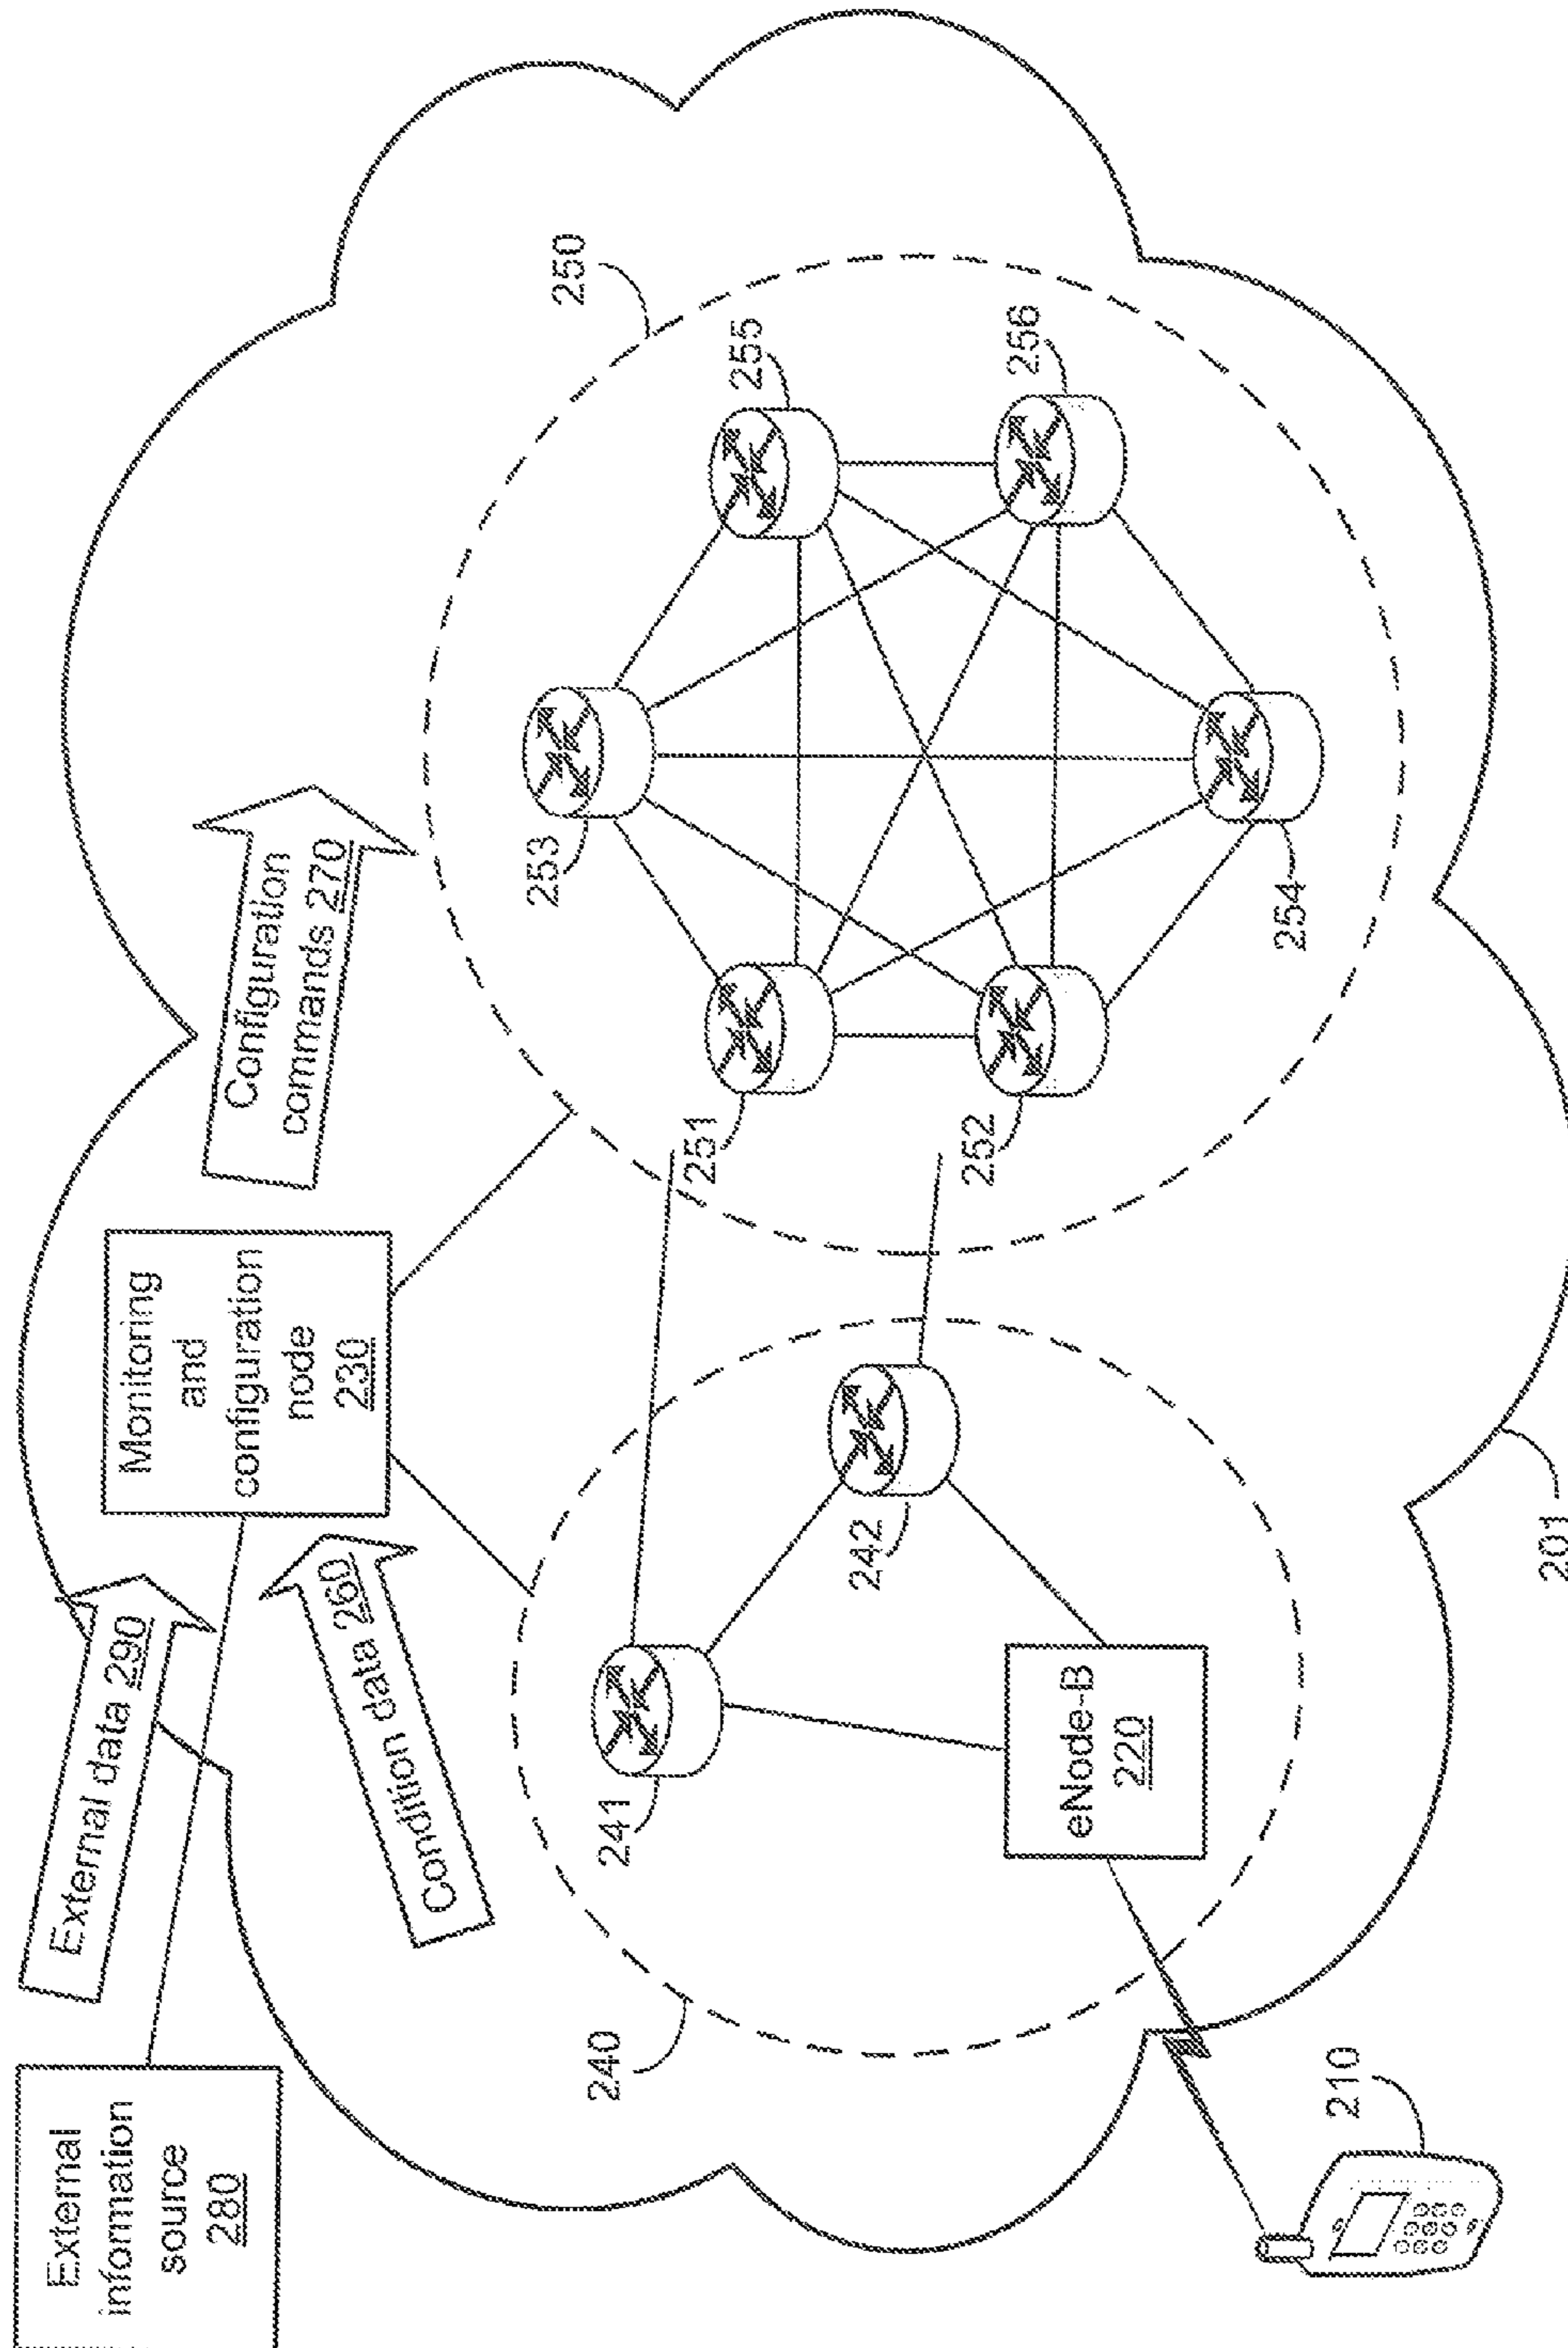 External
information
source
280
External data 290
Condition data 260
Monitoring
and
configuration
node
230
Configuration
commands 270
240
241
242
eNode-B
220
210
250
251
252
253
254
255
256
201